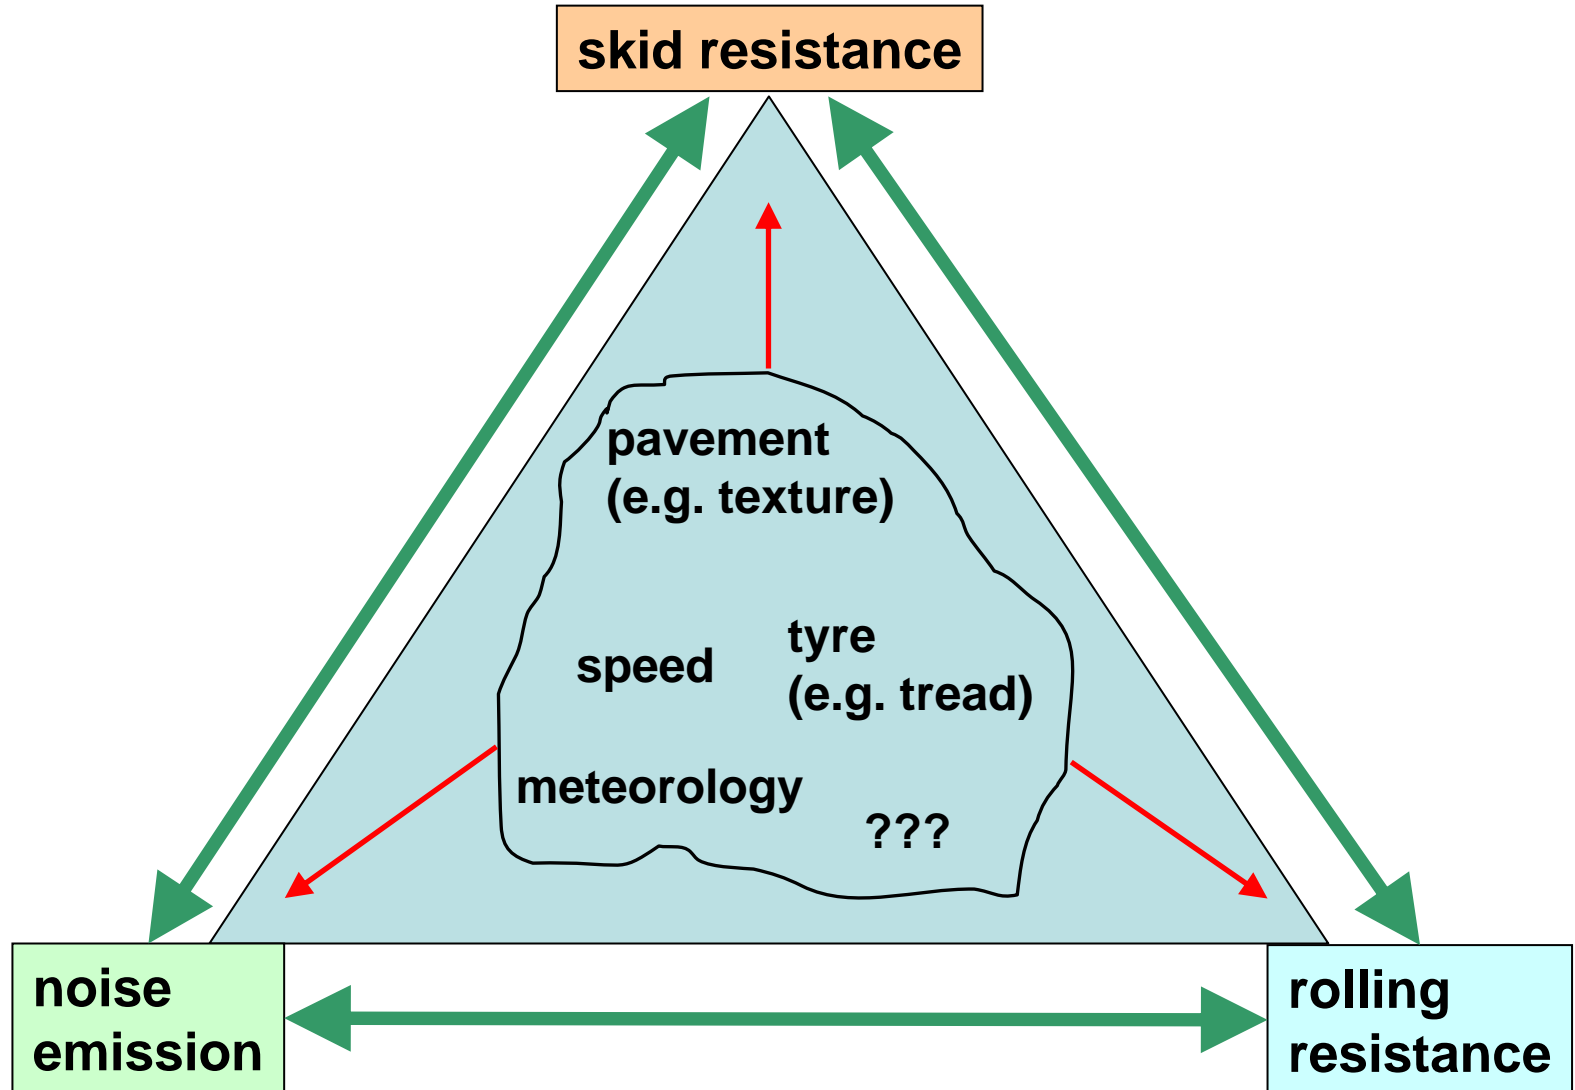 skid resistance
pavement
(e.g. texture)
speed
tyre
(e.g. tread)
meteorology
???
noise
emission
rolling
resistance